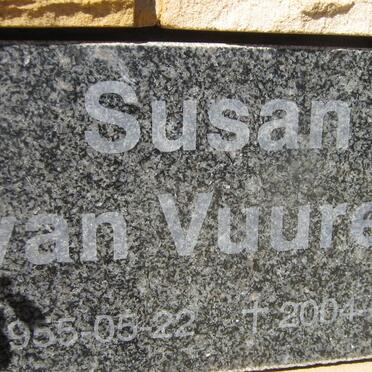 Susan
van Vuure
955-05-22 † 2004-